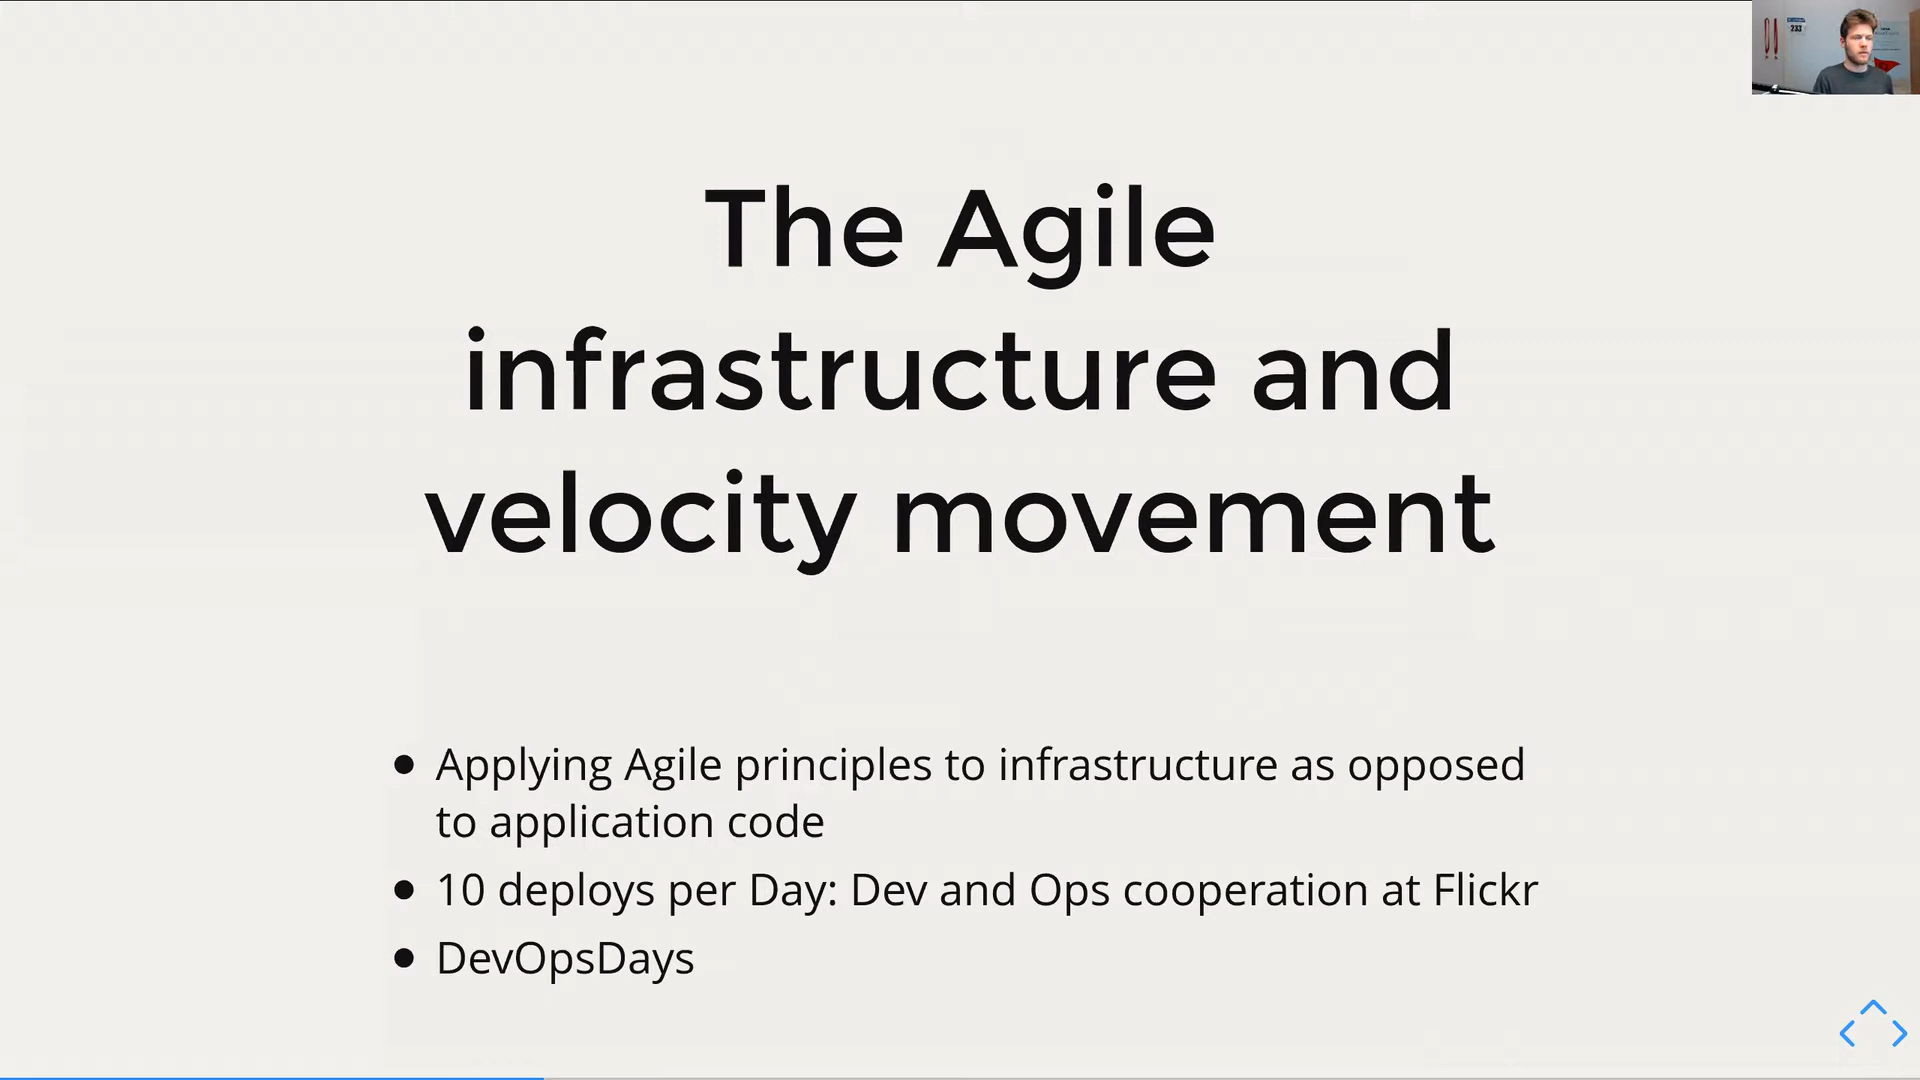 The Agile
infrastructure and
velocity movement
Applying Agile principles to infrastructure as opposed
to application code
10 deploys per Day: Dev and Ops cooperation at Flickr
DevOpsDays
233